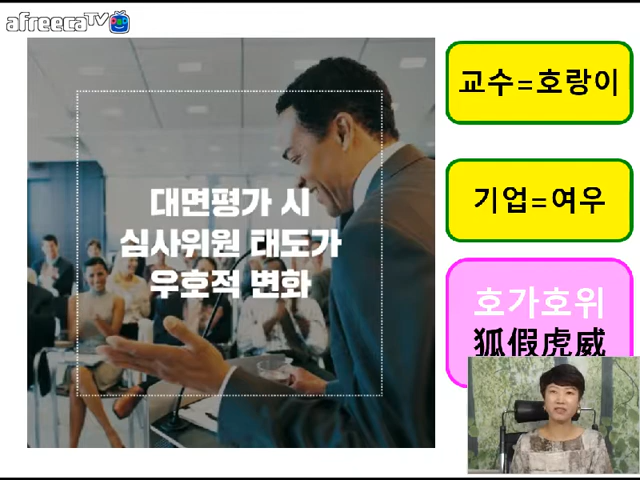 afreecaTV
대면평가 시
심사위원 태도가
우호적 변화
교수=호랑이
기업=여우
호가호위
狐假虎威